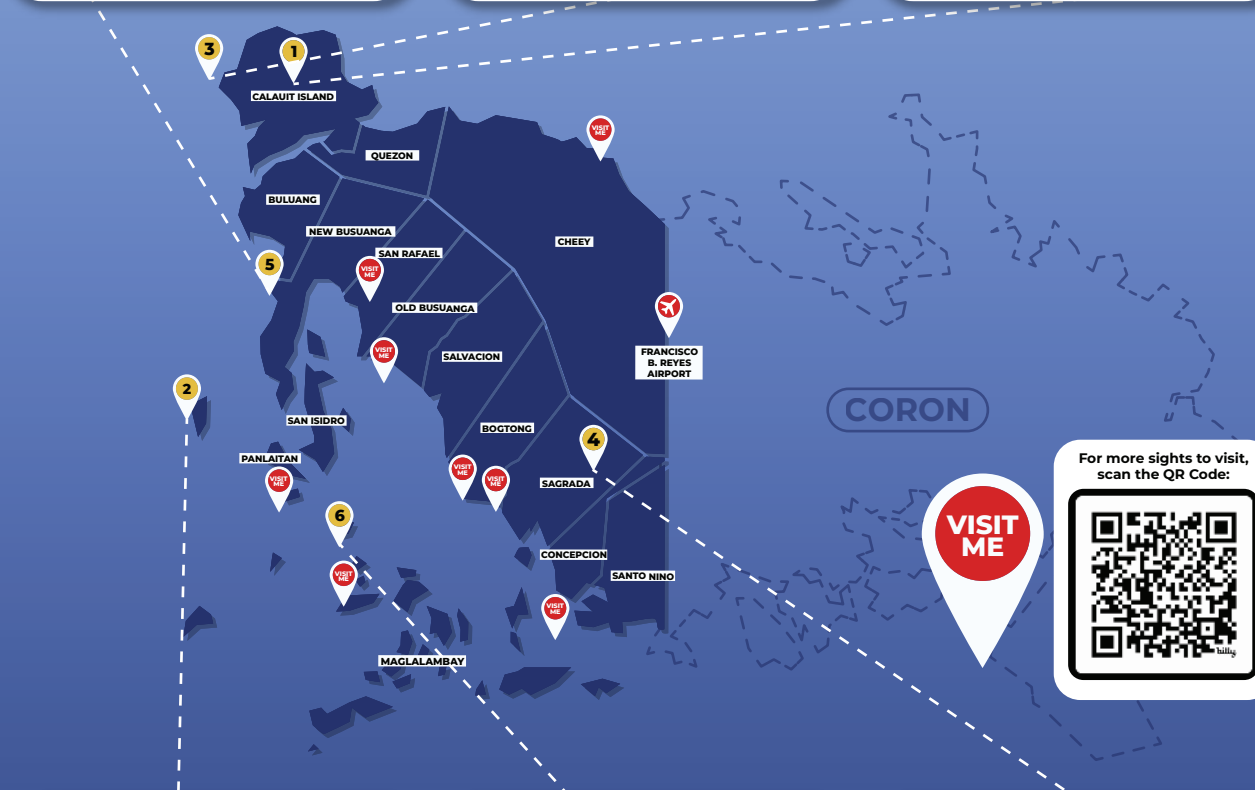 3
1
CALAUIT ISLAND
VISIT
ME
QUEZON
BULUANG
NEW BUSUANGA
CHEEY
SAN RAFAEL
5
VISIT
ME
OLD BUSUANGA
FRANCISCO
B. REYES
AIRPORT
VISIT
ME
SALVACION
2
CORON
SAN ISIDRO
BOGTONG
4
PANLAITAN
VISIT
ME
VISIT
ME
VISIT
ME
SAGRADA
For more sights to visit,
scan the QR Code:
6
VISIT
ME
CONCEPCION
VISIT
ME
SANTO NINO
VISIT
ME
MAGLALAMBAY
bitly